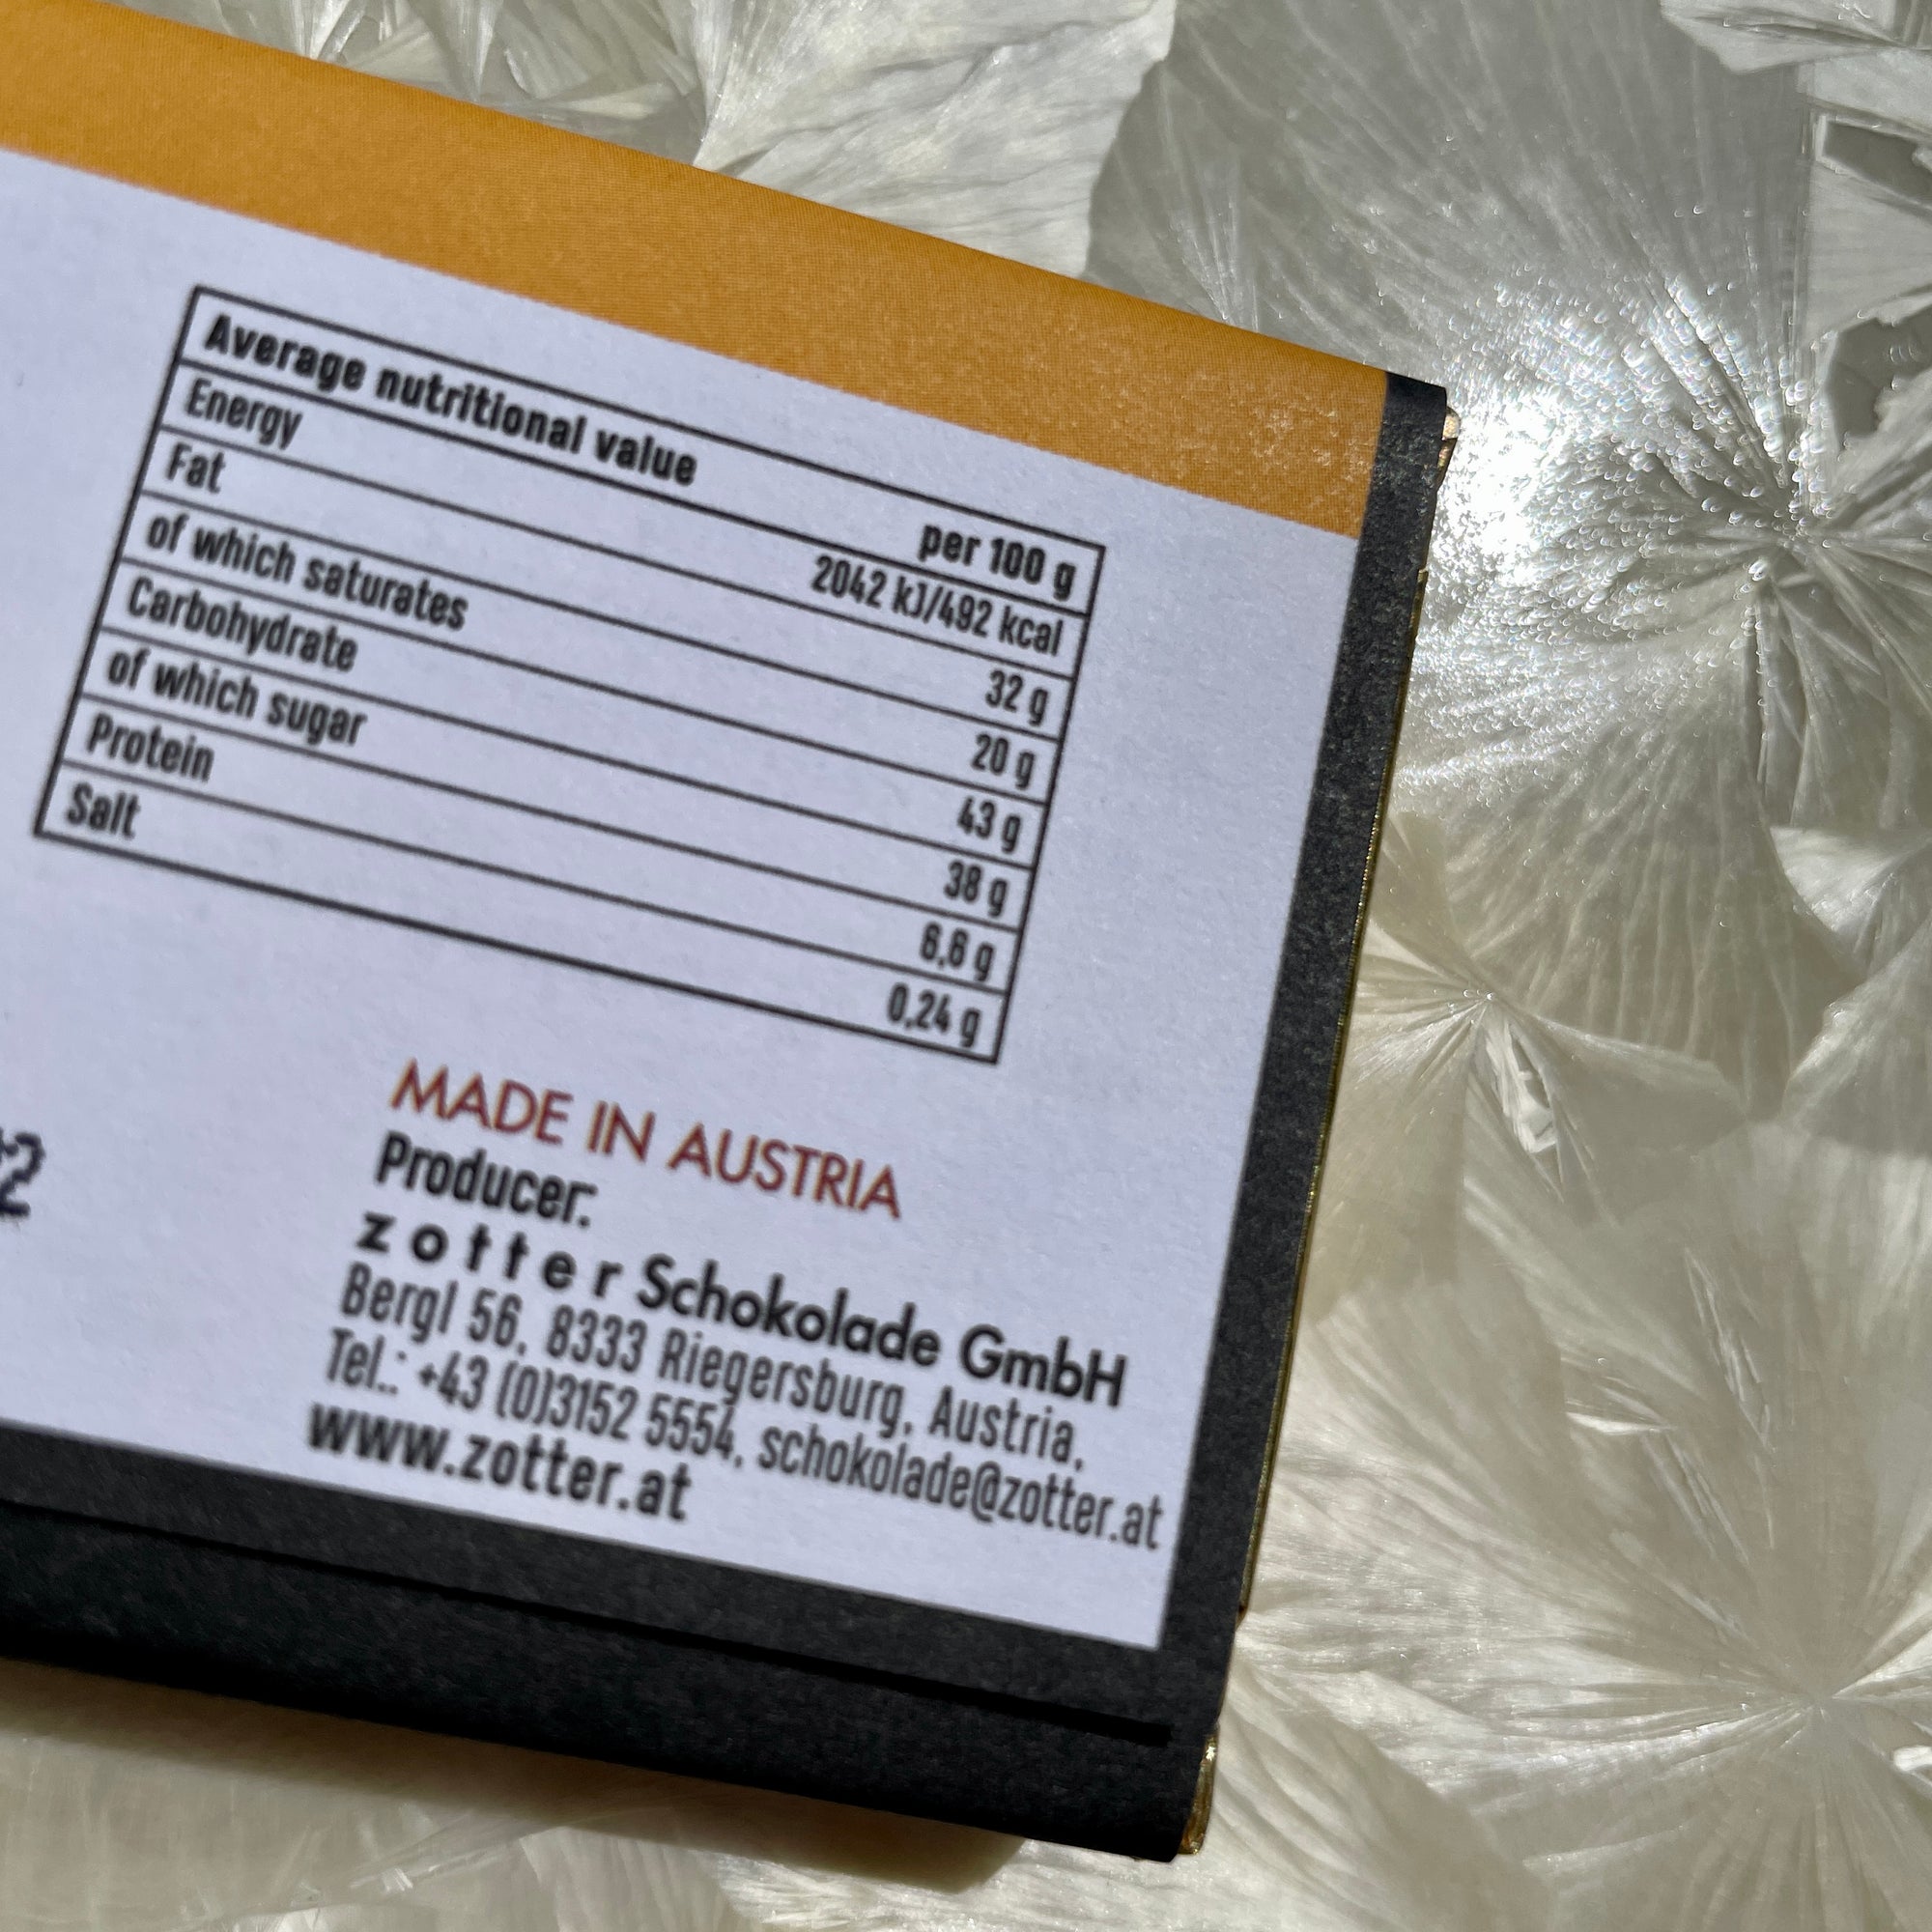 Average nutritional value per 100 g
Energy 2042 kJ/492 kcal
Fat 32 g
of which saturates 20 g
Carbohydrate 43 g
of which sugar 38 g
Protein 6,6 g
Salt 0,24 g
MADE IN AUSTRIA
Producer:
zotter Schokolade GmbH
Bergl 56, 8333 Riegersburg, Austria,
Tel.: +43 (0)3152 5554, schokolade@zotter.at
www.zotter.at